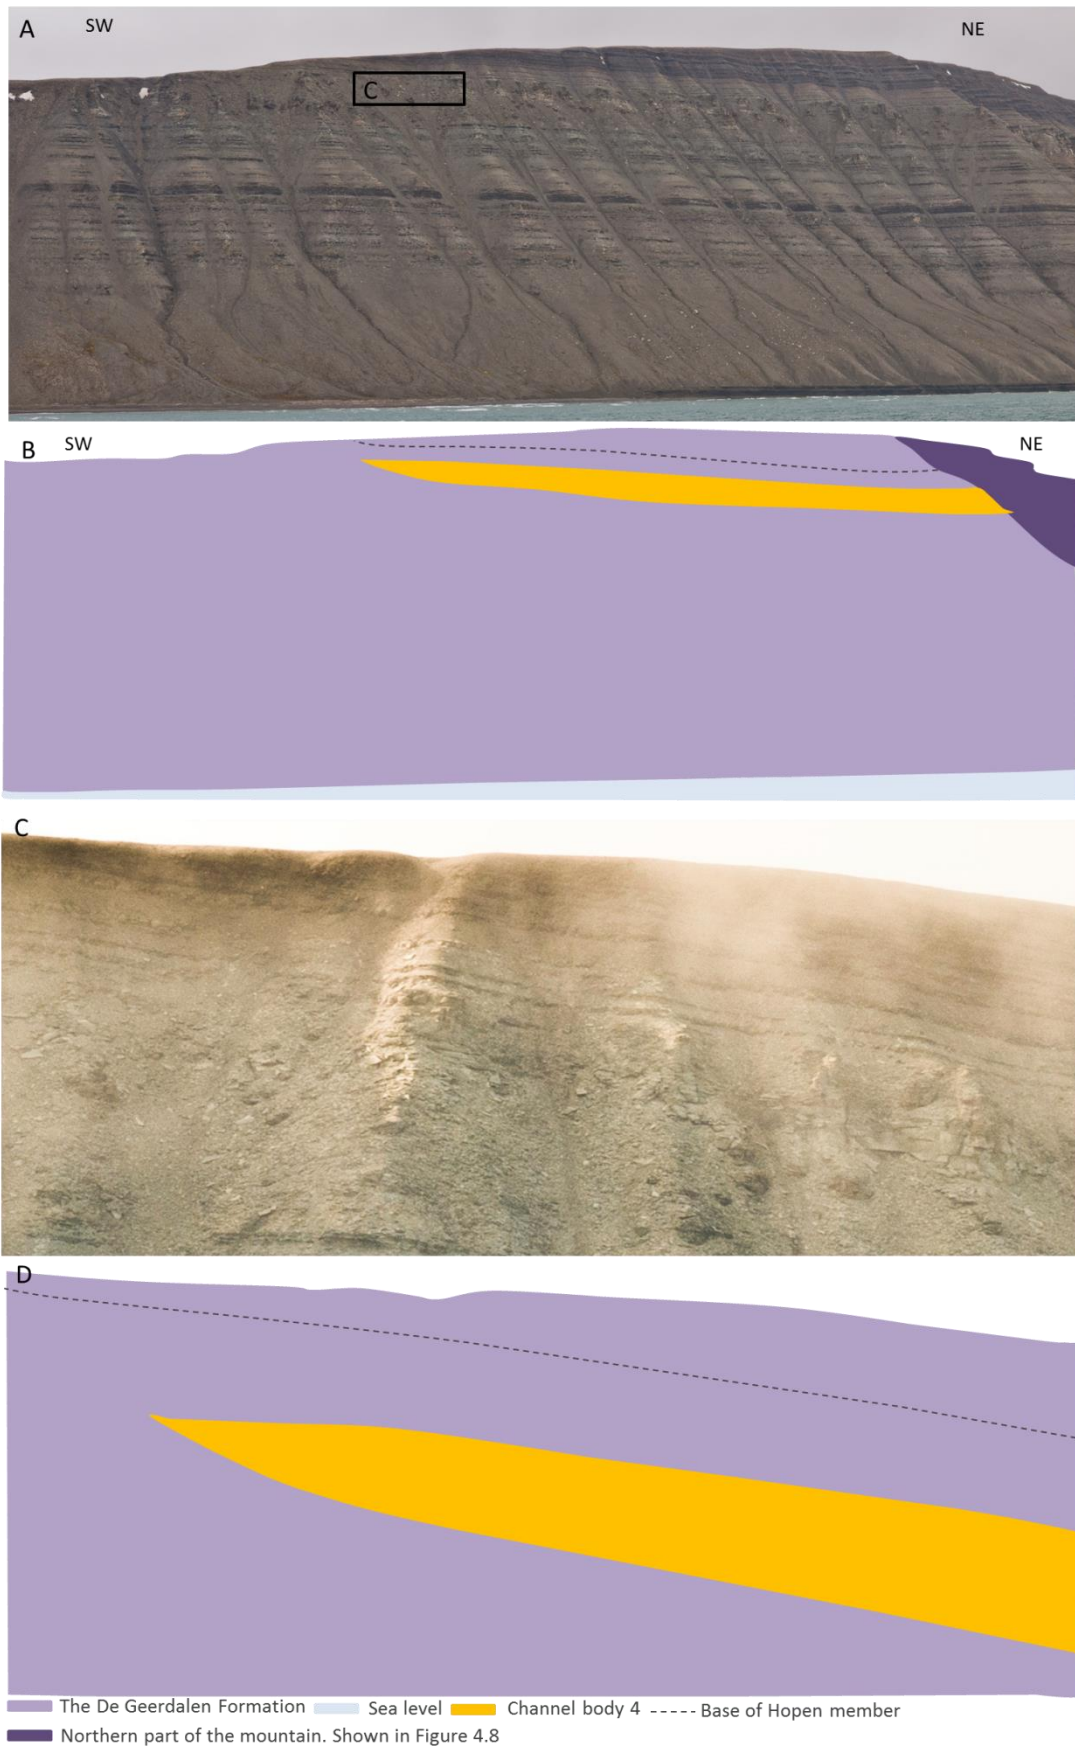 A
SW
NE
C
B
SW
NE
C
D
The De Geerdalen Formation
Sea level
Channel body 4
Base of Hopen member
Northern part of the mountain. Shown in Figure 4.8